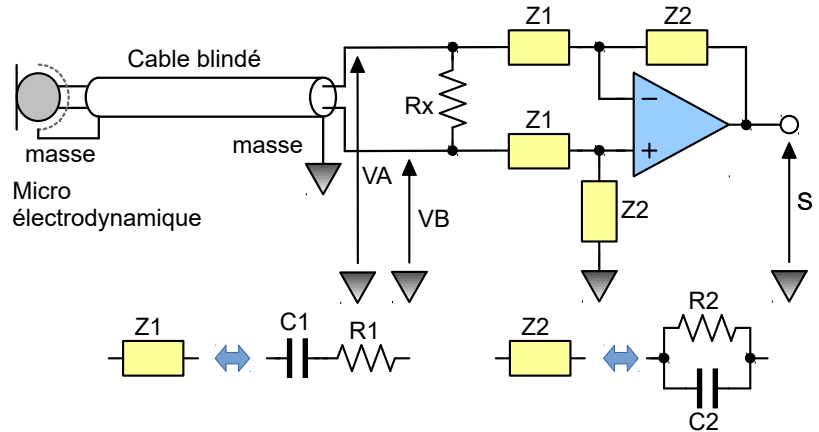 Z1
Z2
Cable blindé
Rx
Z1
masse
masse
Micro
électrodynamique
VA
VB
Z2
S
−
+
Z1
C1
R1
Z2
R2
C2